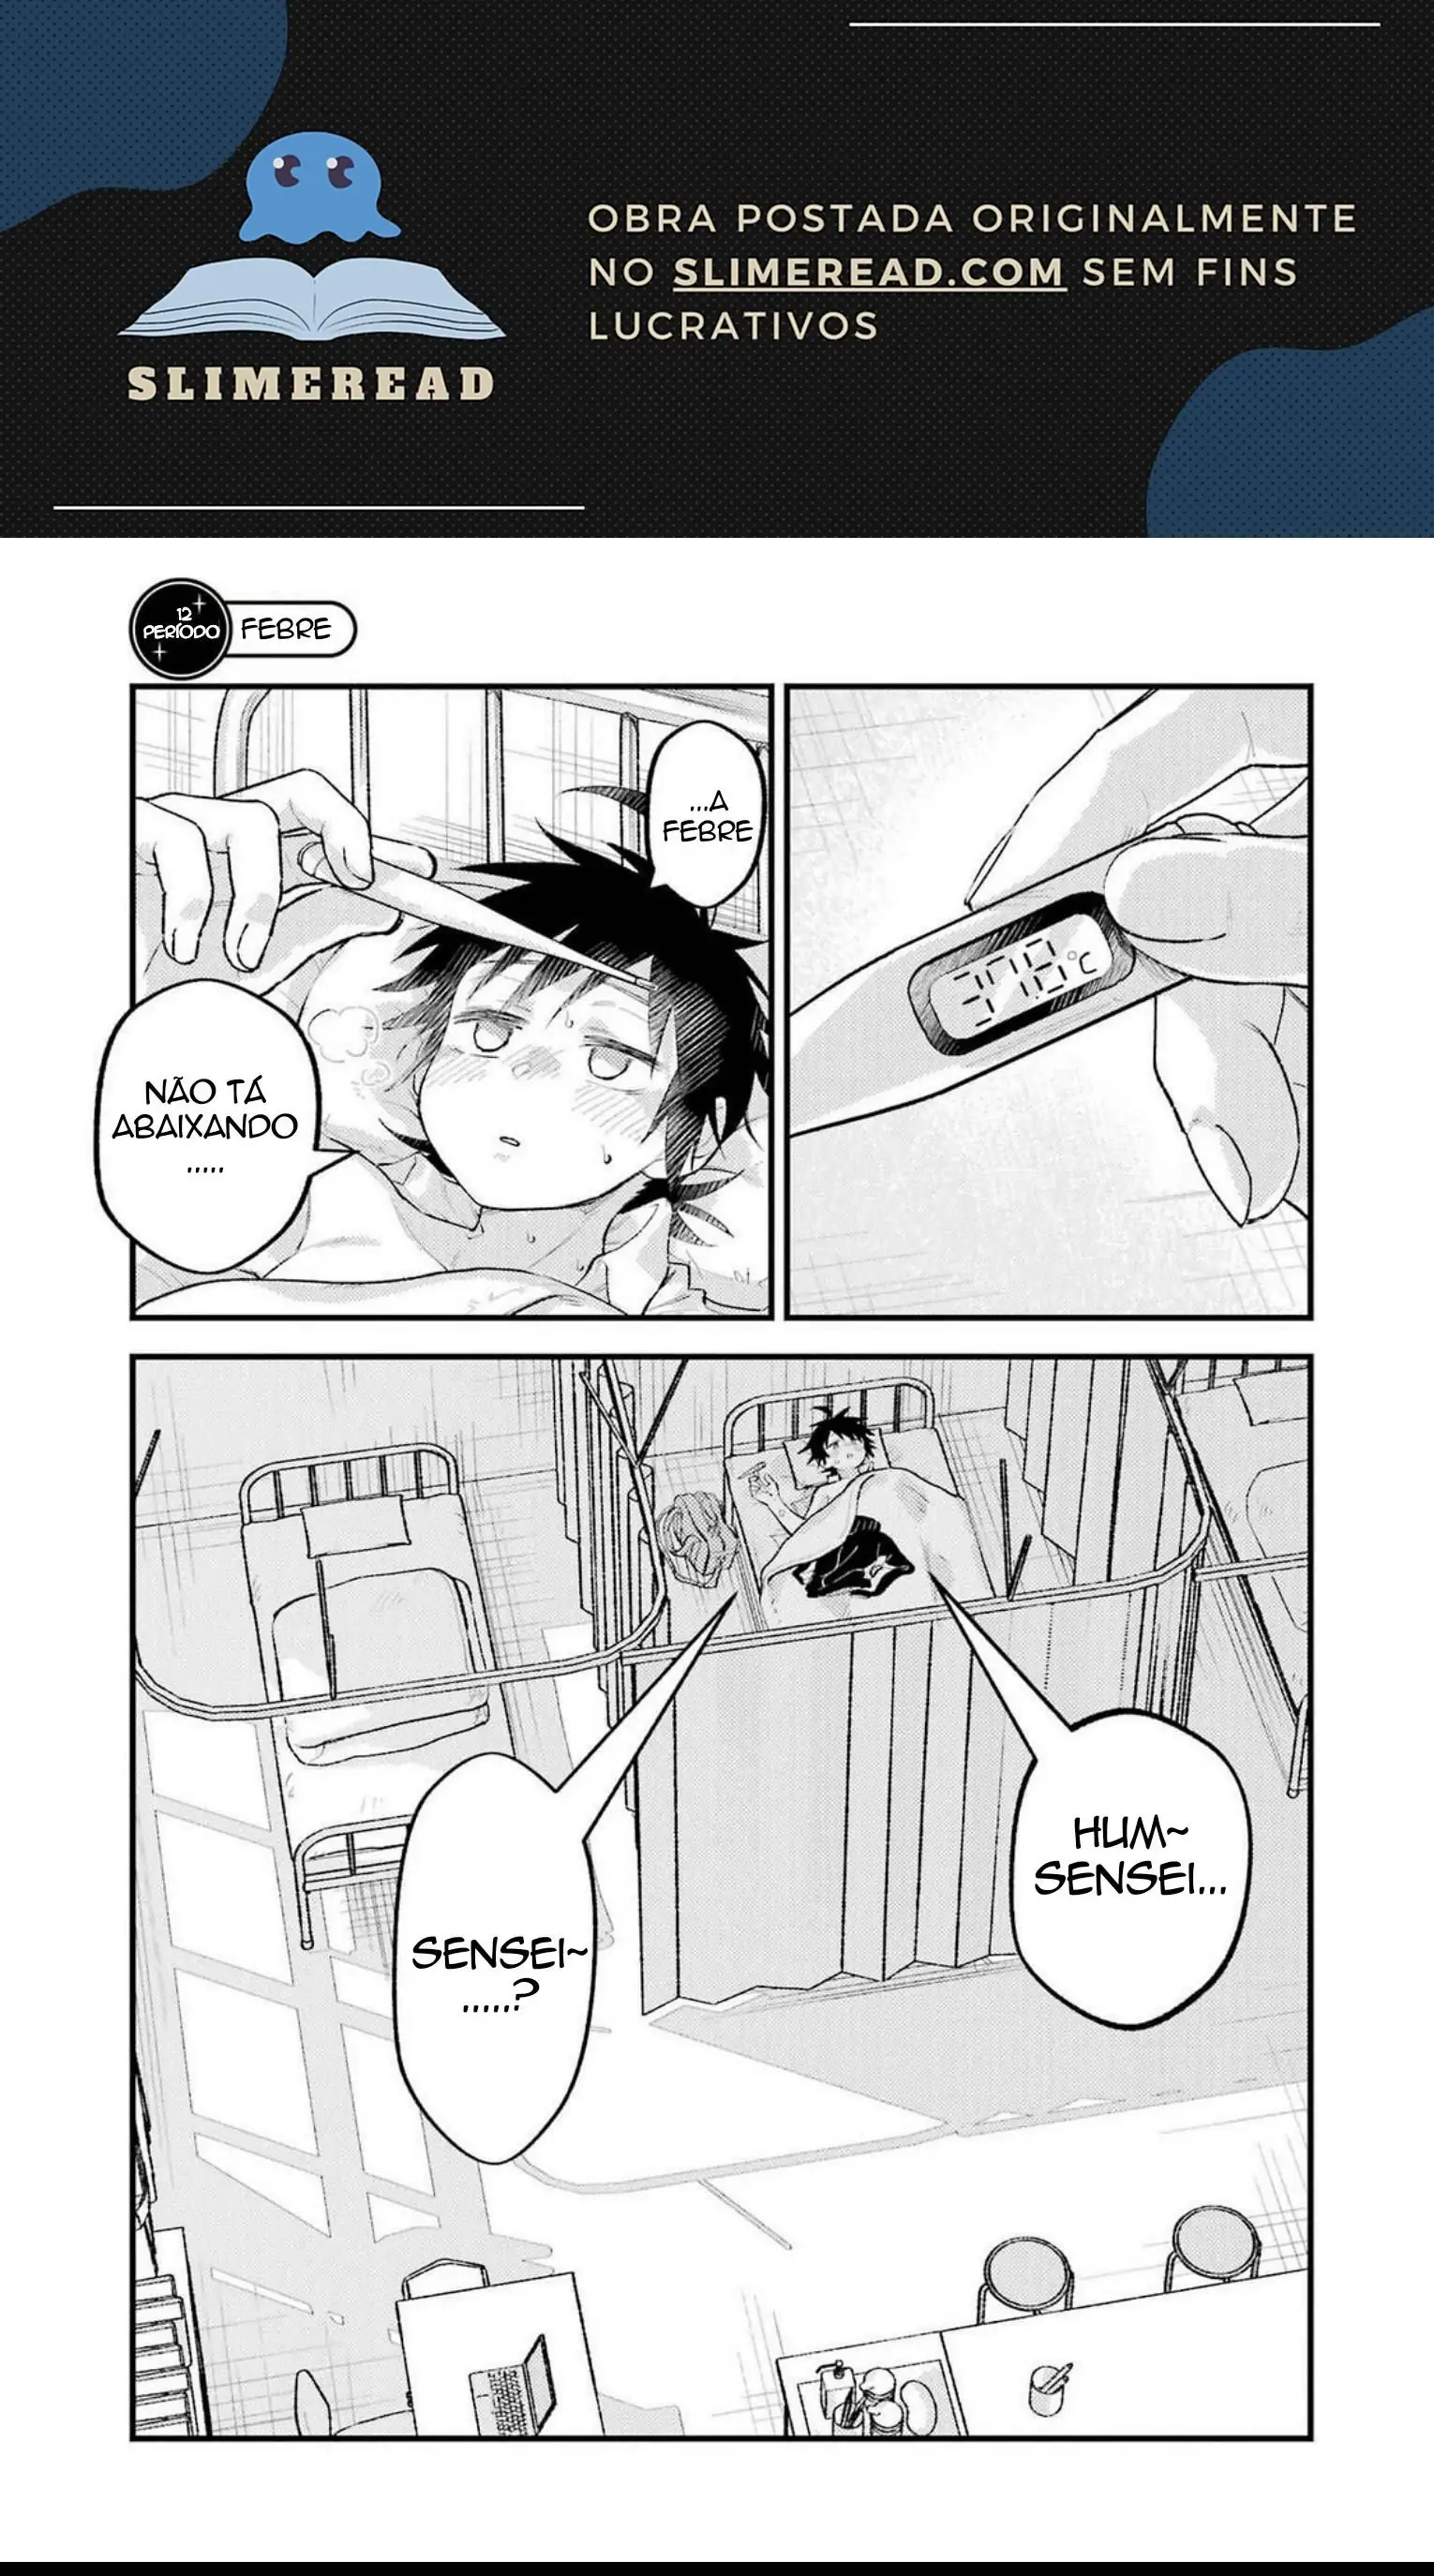 OBRA POSTADA ORIGINALMENTE
NO SLIMEREAD.COM SEM FINS
LUCRATIVOS
SLIMEREAD
12
PERÍODO
FEBRE
37.8°C
...A
FEBRE
NÃO TÁ
ABAIXANDO
.....
HUM~
SENSEI...
SENSEI~
......?